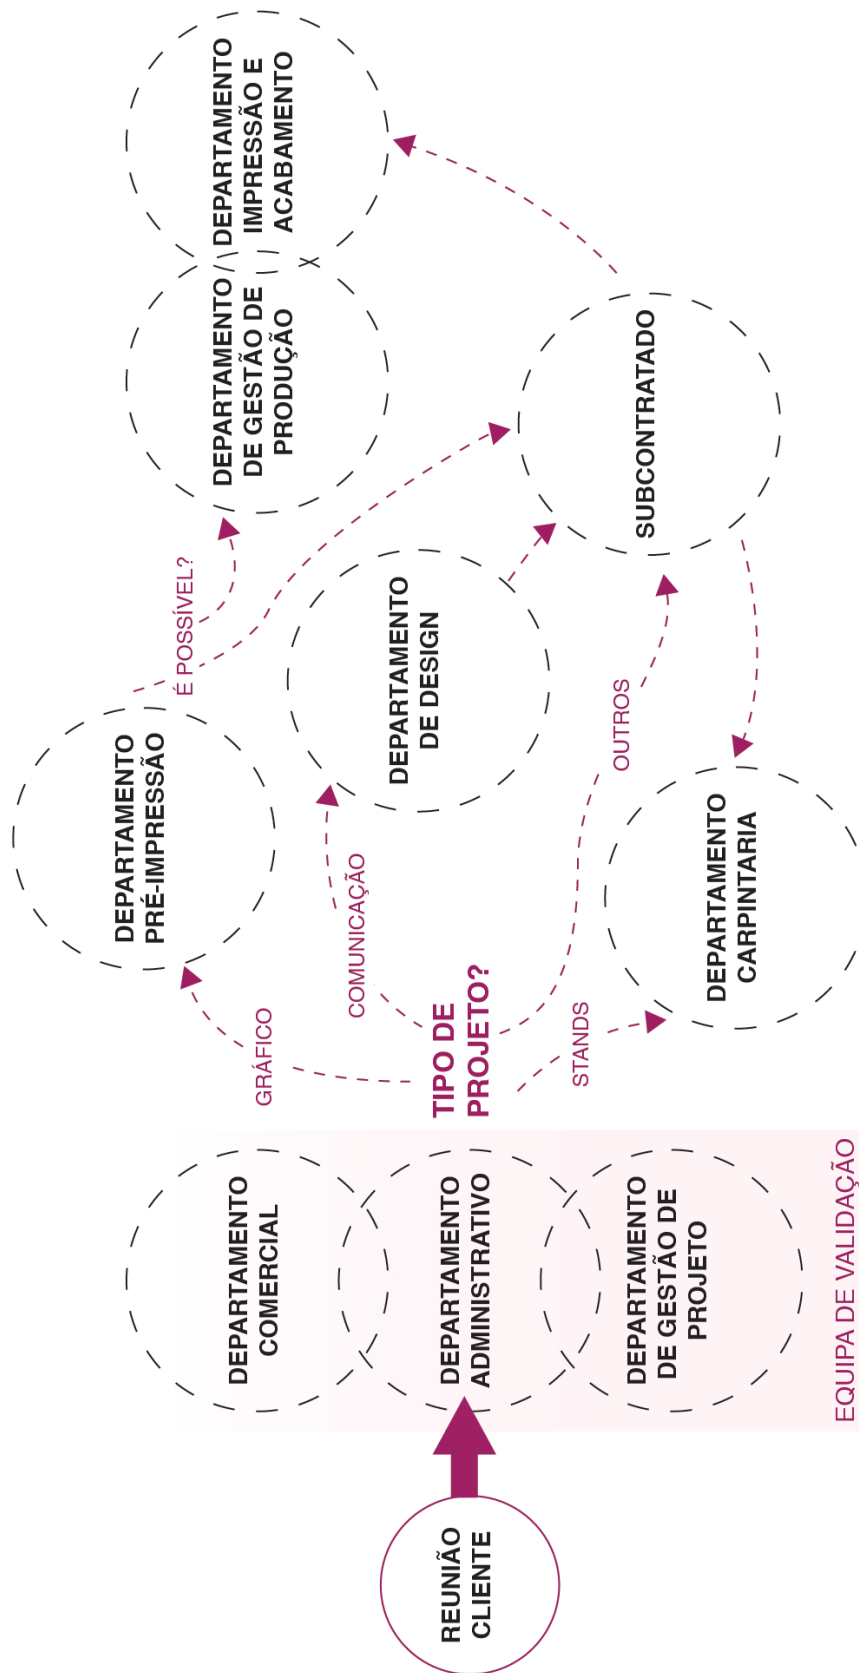 REUNIÃO
CLIENTE
DEPARTAMENTO
COMERCIAL
DEPARTAMENTO
ADMINISTRATIVO
DEPARTAMENTO
DE GESTÃO DE
PROJETO
EQUIPA DE VALIDAÇÃO
TIPO DE
PROJETO?
GRÁFICO
COMUNICAÇÃO
OUTROS
STANDS
DEPARTAMENTO
PRÉ-IMPRESSÃO
É POSSÍVEL?
DEPARTAMENTO
DE DESIGN
DEPARTAMENTO
CARPINTARIA
SUBCONTRATADO
DEPARTAMENTO
DE GESTÃO DE
PRODUÇÃO
DEPARTAMENTO
IMPRESSÃO E
ACABAMENTO